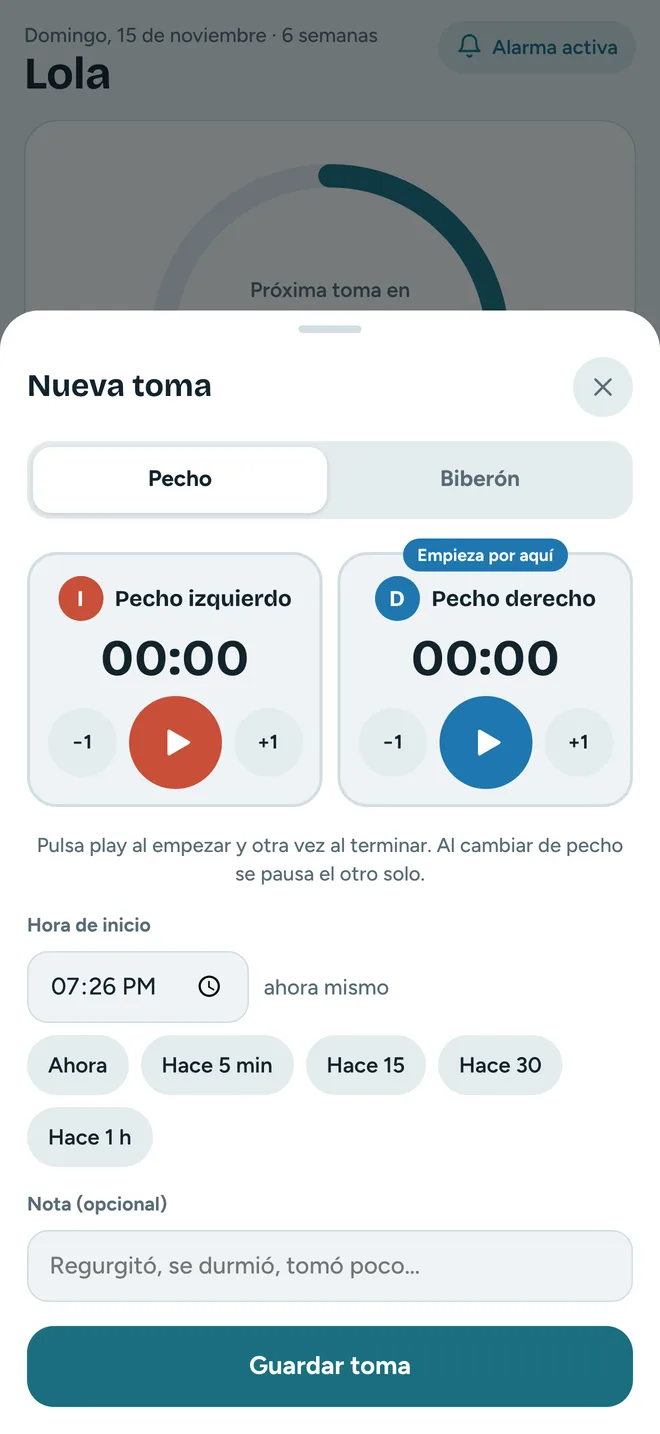 Domingo, 15 de noviembre · 6 semanas
Lola
Alarma activa
Próxima toma en
Nueva toma
Pecho
Biberón
Empieza por aquí
I Pecho izquierdo
00:00
−1
+1
D Pecho derecho
00:00
−1
+1
Pulsa play al empezar y otra vez al terminar. Al cambiar de pecho
se pausa el otro solo.
Hora de inicio
07:26 PM
ahora mismo
Ahora
Hace 5 min
Hace 15
Hace 30
Hace 1 h
Nota (opcional)
Regurgitó, se durmió, tomó poco...
Guardar toma